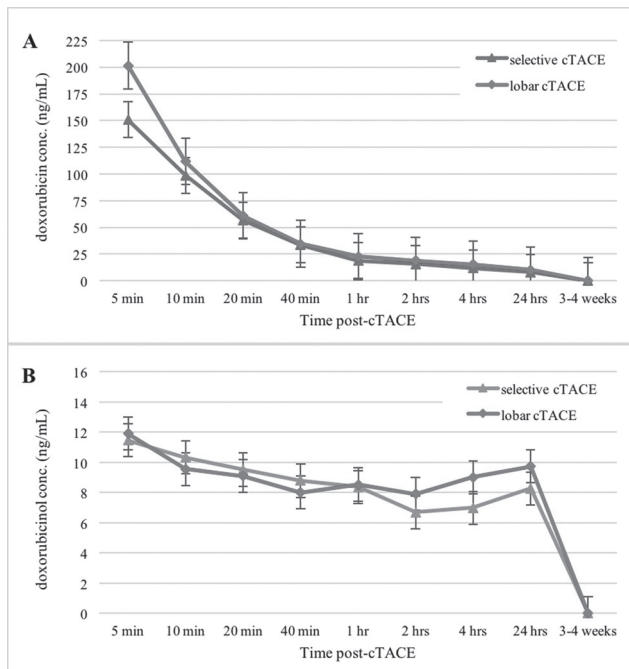 A
225
200
175
150
125
100
75
50
25
0
doxorubicin conc. (ng/mL)
selective cTACE
lobar cTACE
5 min 10 min 20 min 40 min 1 hr 2 hrs 4 hrs 24 hrs 3-4 weeks
Time post-cTACE
B
16
14
12
10
8
6
4
2
0
doxorubicinol conc. (ng/mL)
selective cTACE
lobar cTACE
5 min 10 min 20 min 40 min 1 hr 2 hrs 4 hrs 24 hrs 3-4 weeks
Time post-cTACE